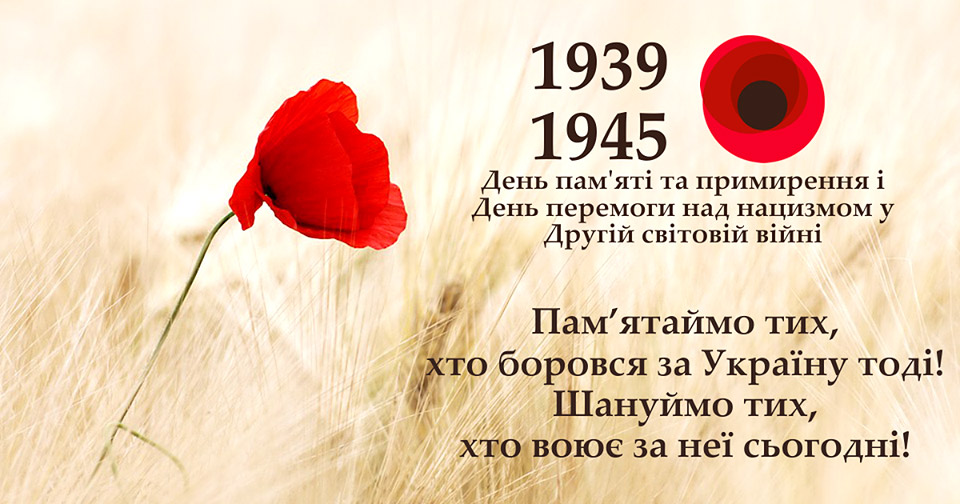 1939
1945
День пам'яті та примирення і
День перемоги над нацизмом у
Другій світовій війні
Пам’ятаймо тих,
хто боровся за Україну тоді!
Шануймо тих,
хто воює за неї сьогодні!